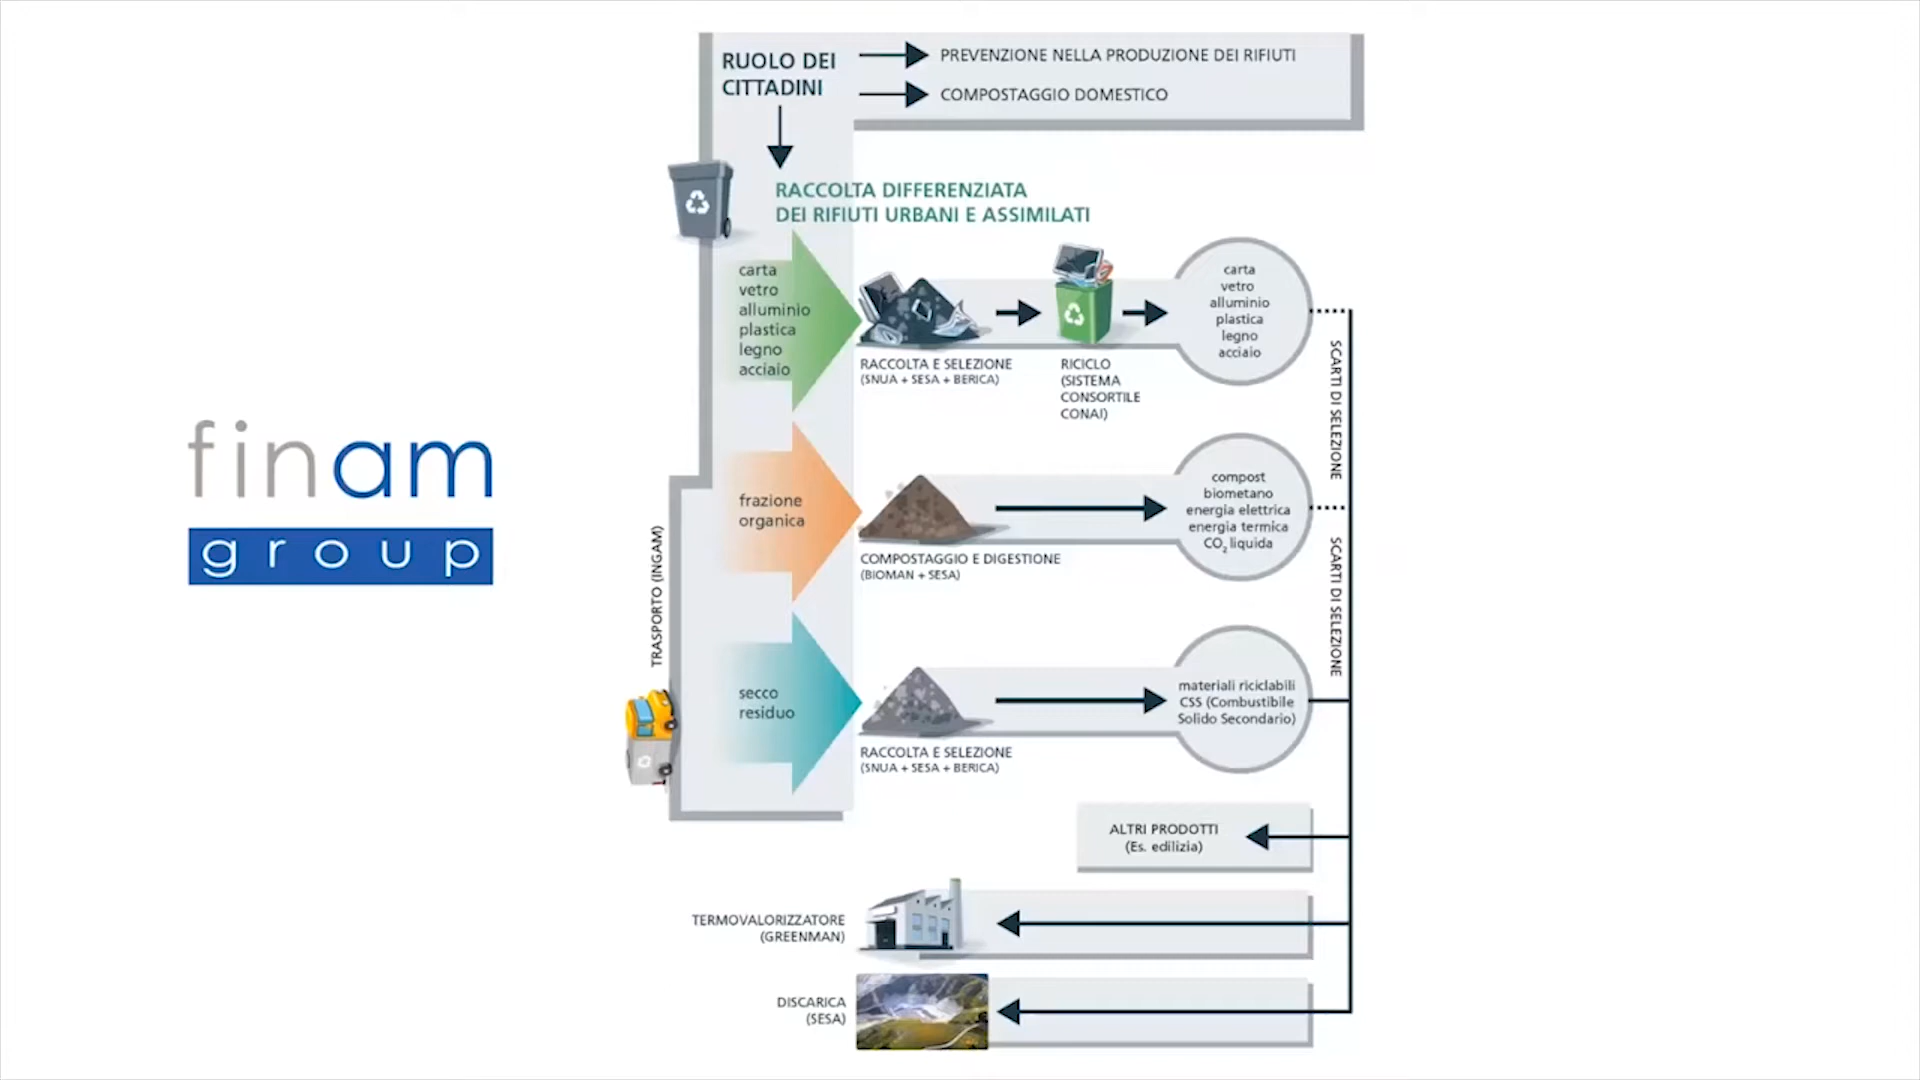 RUOLO DEI
CITTADINI
PREVENZIONE NELLA PRODUZIONE DEI RIFIUTI
COMPOSTAGGIO DOMESTICO
RACCOLTA DIFFERENZIATA
DEI RIFIUTI URBANI E ASSIMILATI
carta
vetro
alluminio
plastica
legno
acciaio
RACCOLTA E SELEZIONE
(SNUA + SESA + BERICA)
RICICLO
(SISTEMA
CONSORTILE
CONAI)
carta
vetro
alluminio
plastica
legno
acciaio
SCARTI DI SELEZIONE
finam
group
frazione
organica
COMPOSTAGGIO E DIGESTIONE
(BIOMAN + SESA)
compost
biometano
energia elettrica
energia termica
CO₂ liquida
SCARTI DI SELEZIONE
TRASPORTO (INGAM)
secco
residuo
RACCOLTA E SELEZIONE
(SNUA + SESA + BERICA)
materiali riciclabili
CSS (Combustibile
Solido Secondario)
ALTRI PRODOTTI
(Es. edilizia)
TERMOVALORIZZATORE
(GREENMAN)
DISCARICA
(SESA)